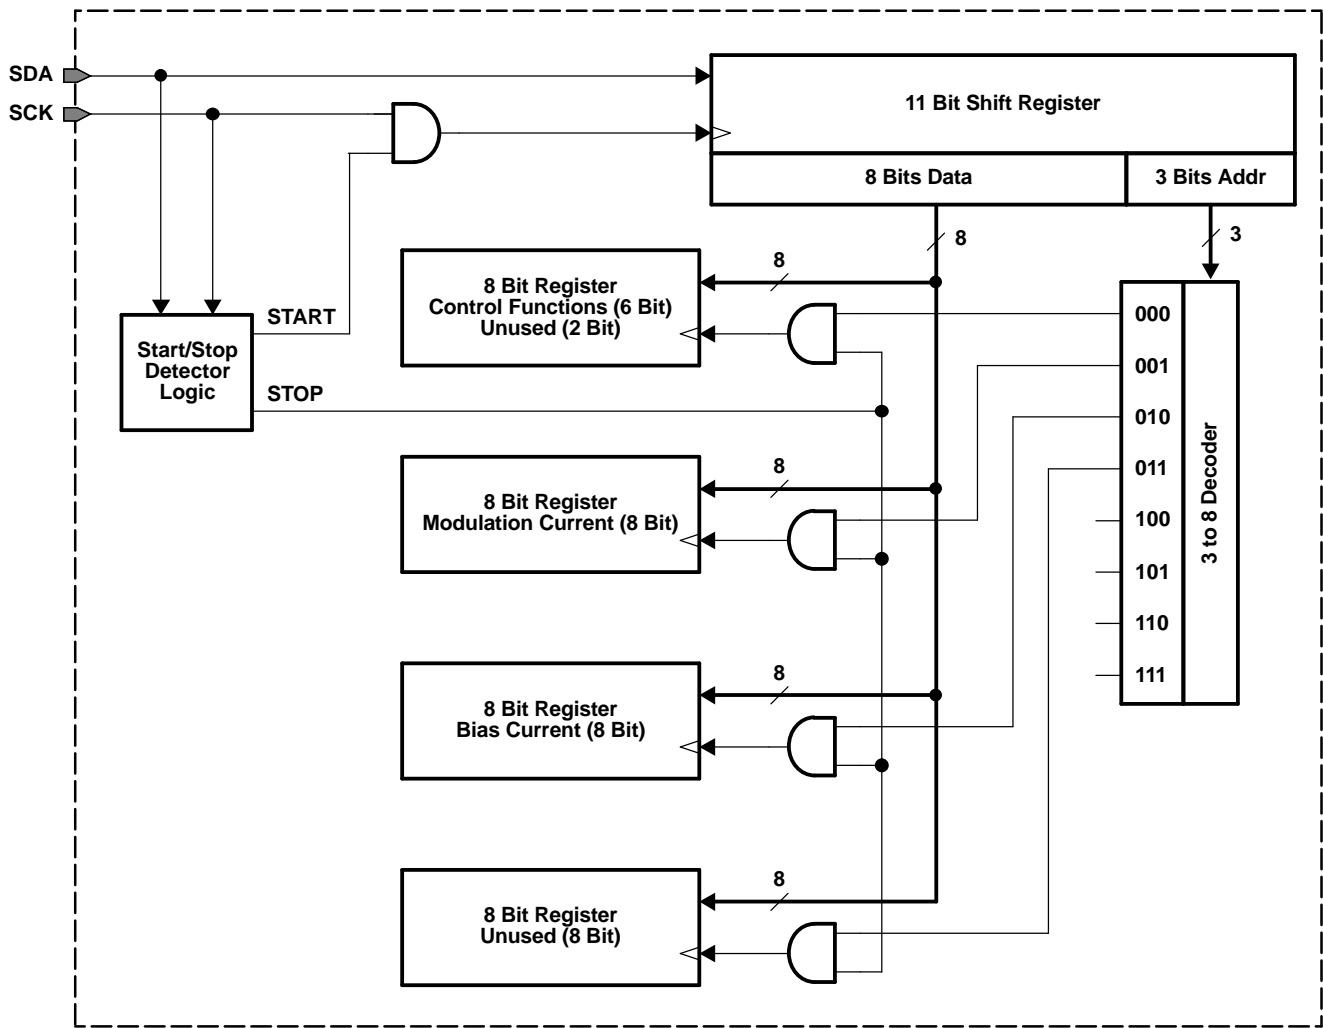 SDA
SCK
11 Bit Shift Register
8 Bits Data
3 Bits Addr
8
3
8
8 Bit Register
Control Functions (6 Bit)
Unused (2 Bit)
START
Start/Stop
Detector
Logic
STOP
000
001
010
011
100
101
110
111
3 to 8 Decoder
8
8 Bit Register
Modulation Current (8 Bit)
8
8 Bit Register
Bias Current (8 Bit)
8
8 Bit Register
Unused (8 Bit)